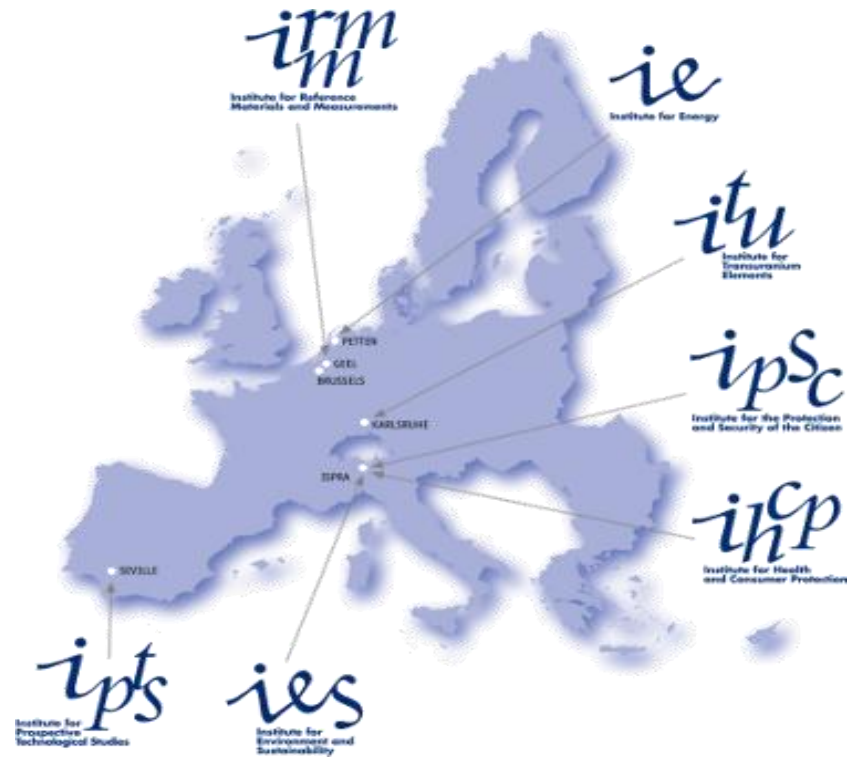 irmm
Institute for Reference
Materials and Measurements
ie
Institute for Energy
itu
Institute for
Transuranium
Elements
PETTEN
GEEL
BRUSSELS
KARLSRUHE
ipsc
Institute for the Protection
and Security of the Citizen
ISPRA
ihcp
Institute for Health
and Consumer Protection
SEVILLE
ipts
Institute for
Prospective
Technological Studies
ies
Institute for
Environment and
Sustainability